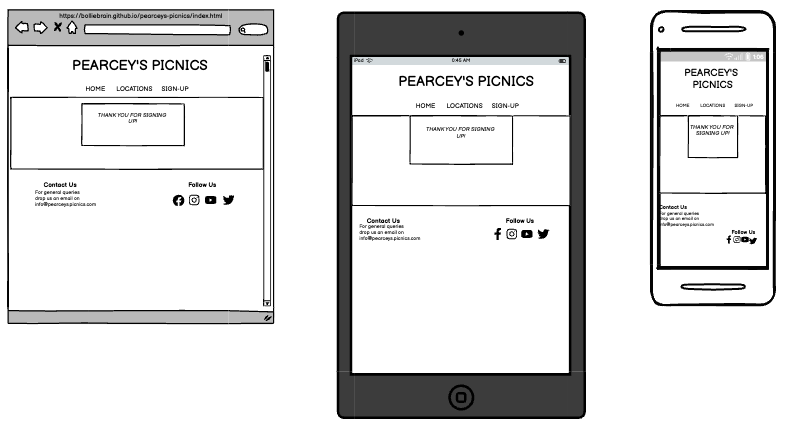 https://balliebrain.github.io/pearceys-picnics/index.html
PEARCEY'S PICNICS
HOME LOCATIONS SIGN-UP
THANK YOU FOR SIGNING
UP!
Contact Us
For general queries
drop us an email on
info@pearceys.picnics.com
Follow Us
iPad 0:45 AM
PEARCEY'S PICNICS
HOME LOCATIONS SIGN-UP
THANK YOU FOR SIGNING
UP!
Contact Us
For general queries
drop us an email on
info@pearceys.picnics.com
Follow Us
PEARCEY'S
PICNICS
HOME LOCATIONS SIGN-UP
THANK YOU FOR
SIGNING UP!
Contact Us
For general queries
drop us an email on
info@pearceys.picnics.com
Follow Us